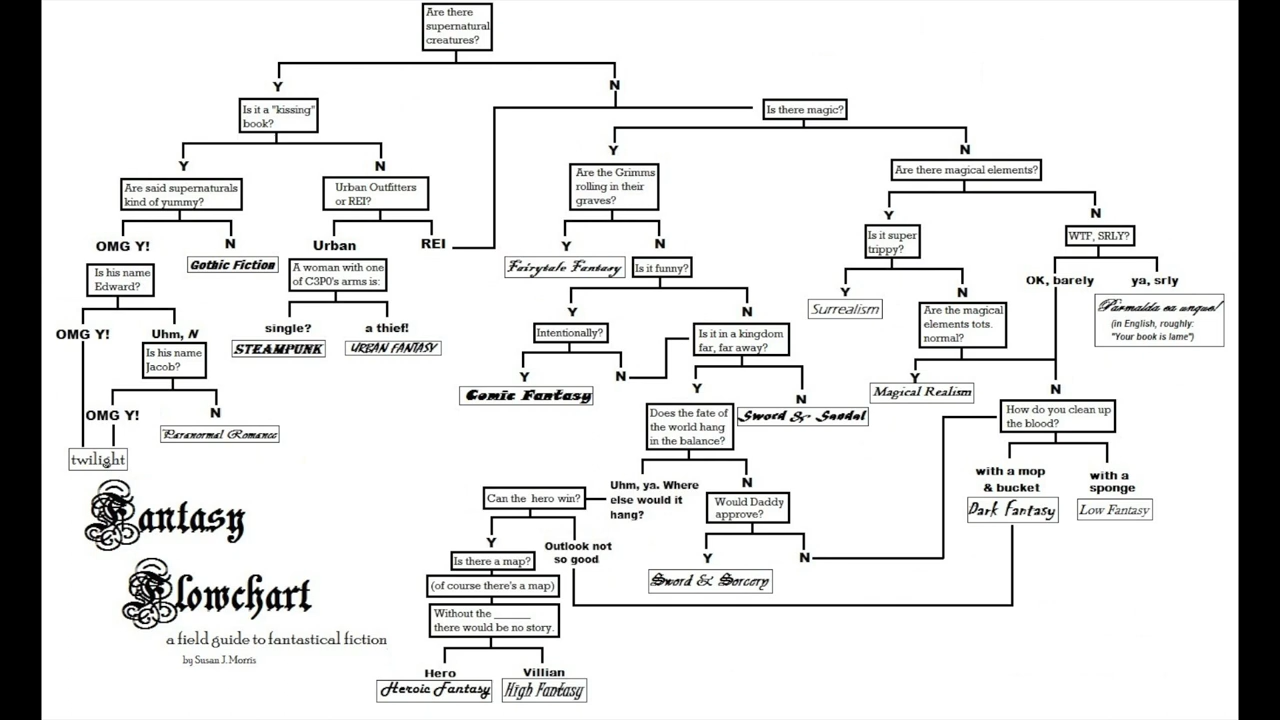 Are there
supernatural
creatures?
Y
N
Is it a "kissing"
book?
Is there magic?
Y
N
Y
N
Are said supernaturals
kind of yummy?
Urban Outfitters
or REI?
Are the Grimms
rolling in their
graves?
Are there magical elements?
OMG Y!
N
Urban
REI
Y
N
Y
N
Gothic Fiction
Is his name
Edward?
A woman with one
of C3P0's arms is:
Fairytale Fantasy
Is it funny?
Is it super
trippy?
WTF, SRLY?
OMG Y!
Uhm, N
single?
a thief!
Y
N
Y
N
OK, barely
ya, srly
STEAMPUNK
URBAN FANTASY
Surrealism
Parmalda ea unque!
(in English, roughly:
"Your book is lame")
Is his name
Jacob?
Intentionally?
Is it in a kingdom
far, far away?
Are the magical
elements tots.
normal?
OMG Y!
N
Y
N
Y
N
Y
N
Paranormal Romance
twilight
Comic Fantasy
Sword & Sandal
Magical Realism
Does the fate of
the world hang
in the balance?
How do you clean up
the blood?
Uhm, ya. Where
else would it
hang?
N
with a mop
& bucket
with a
sponge
Can the hero win?
Would Daddy
approve?
Dark Fantasy
Low Fantasy
Y
Outlook not
so good
Y
N
Is there a map?
Sword & Sorcery
(of course there's a map)
Without the ______
there would be no story.
Hero
Villian
Heroic Fantasy
High Fantasy
Fantasy
Flowchart
a field guide to fantastical fiction
by Susan J. Morris